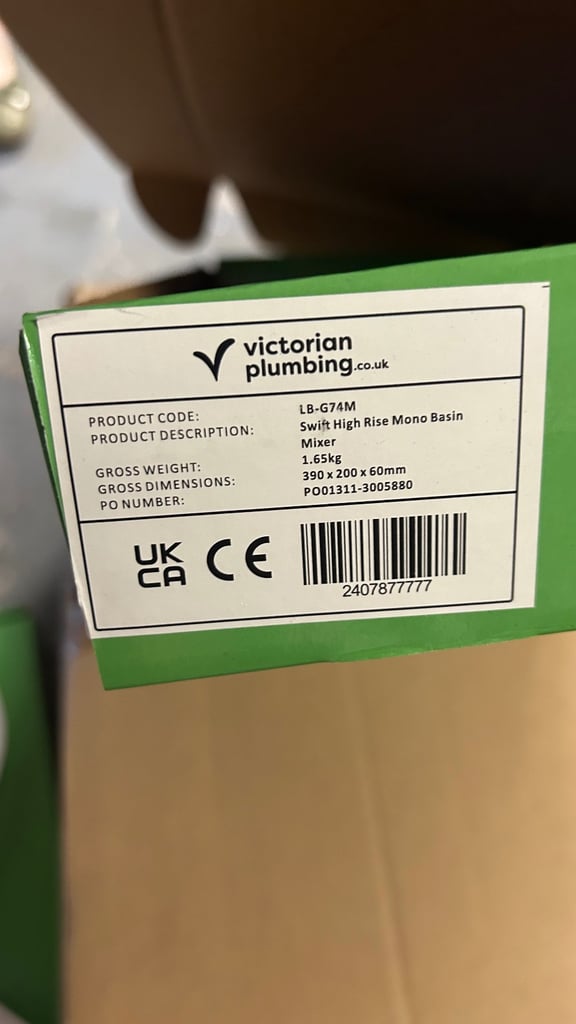 victorian
plumbing.co.uk
PRODUCT CODE: LB-G74M
PRODUCT DESCRIPTION: Swift High Rise Mono Basin
Mixer
GROSS WEIGHT: 1.65kg
GROSS DIMENSIONS: 390 x 200 x 60mm
PO NUMBER: PO01311-3005880
UK
CA CE
2407877777